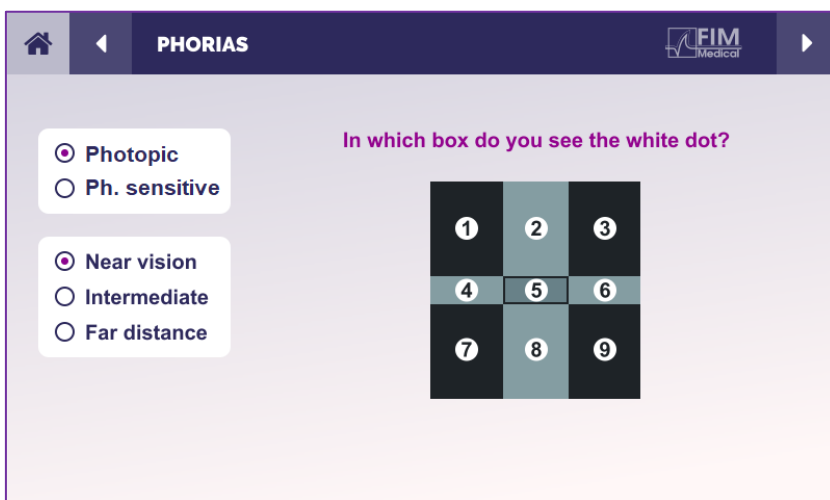 PHORIAS
FIM
Medical
Photopic
Ph. sensitive
Near vision
Intermediate
Far distance
In which box do you see the white dot?
1 2 3
4 5 6
7 8 9